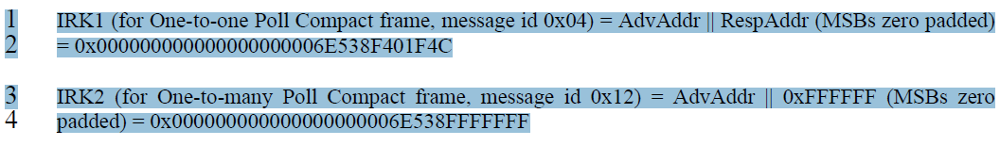 1 IRK1 (for One-to-one Poll Compact frame, message id 0x04) = AdvAddr || RespAddr (MSBs zero padded)
2 = 0x000000000000000000006E538F401F4C
3 IRK2 (for One-to-many Poll Compact frame, message id 0x12) = AdvAddr || 0xFFFFFF (MSBs zero
4 padded) = 0x000000000000000000006E538FFFFFFF